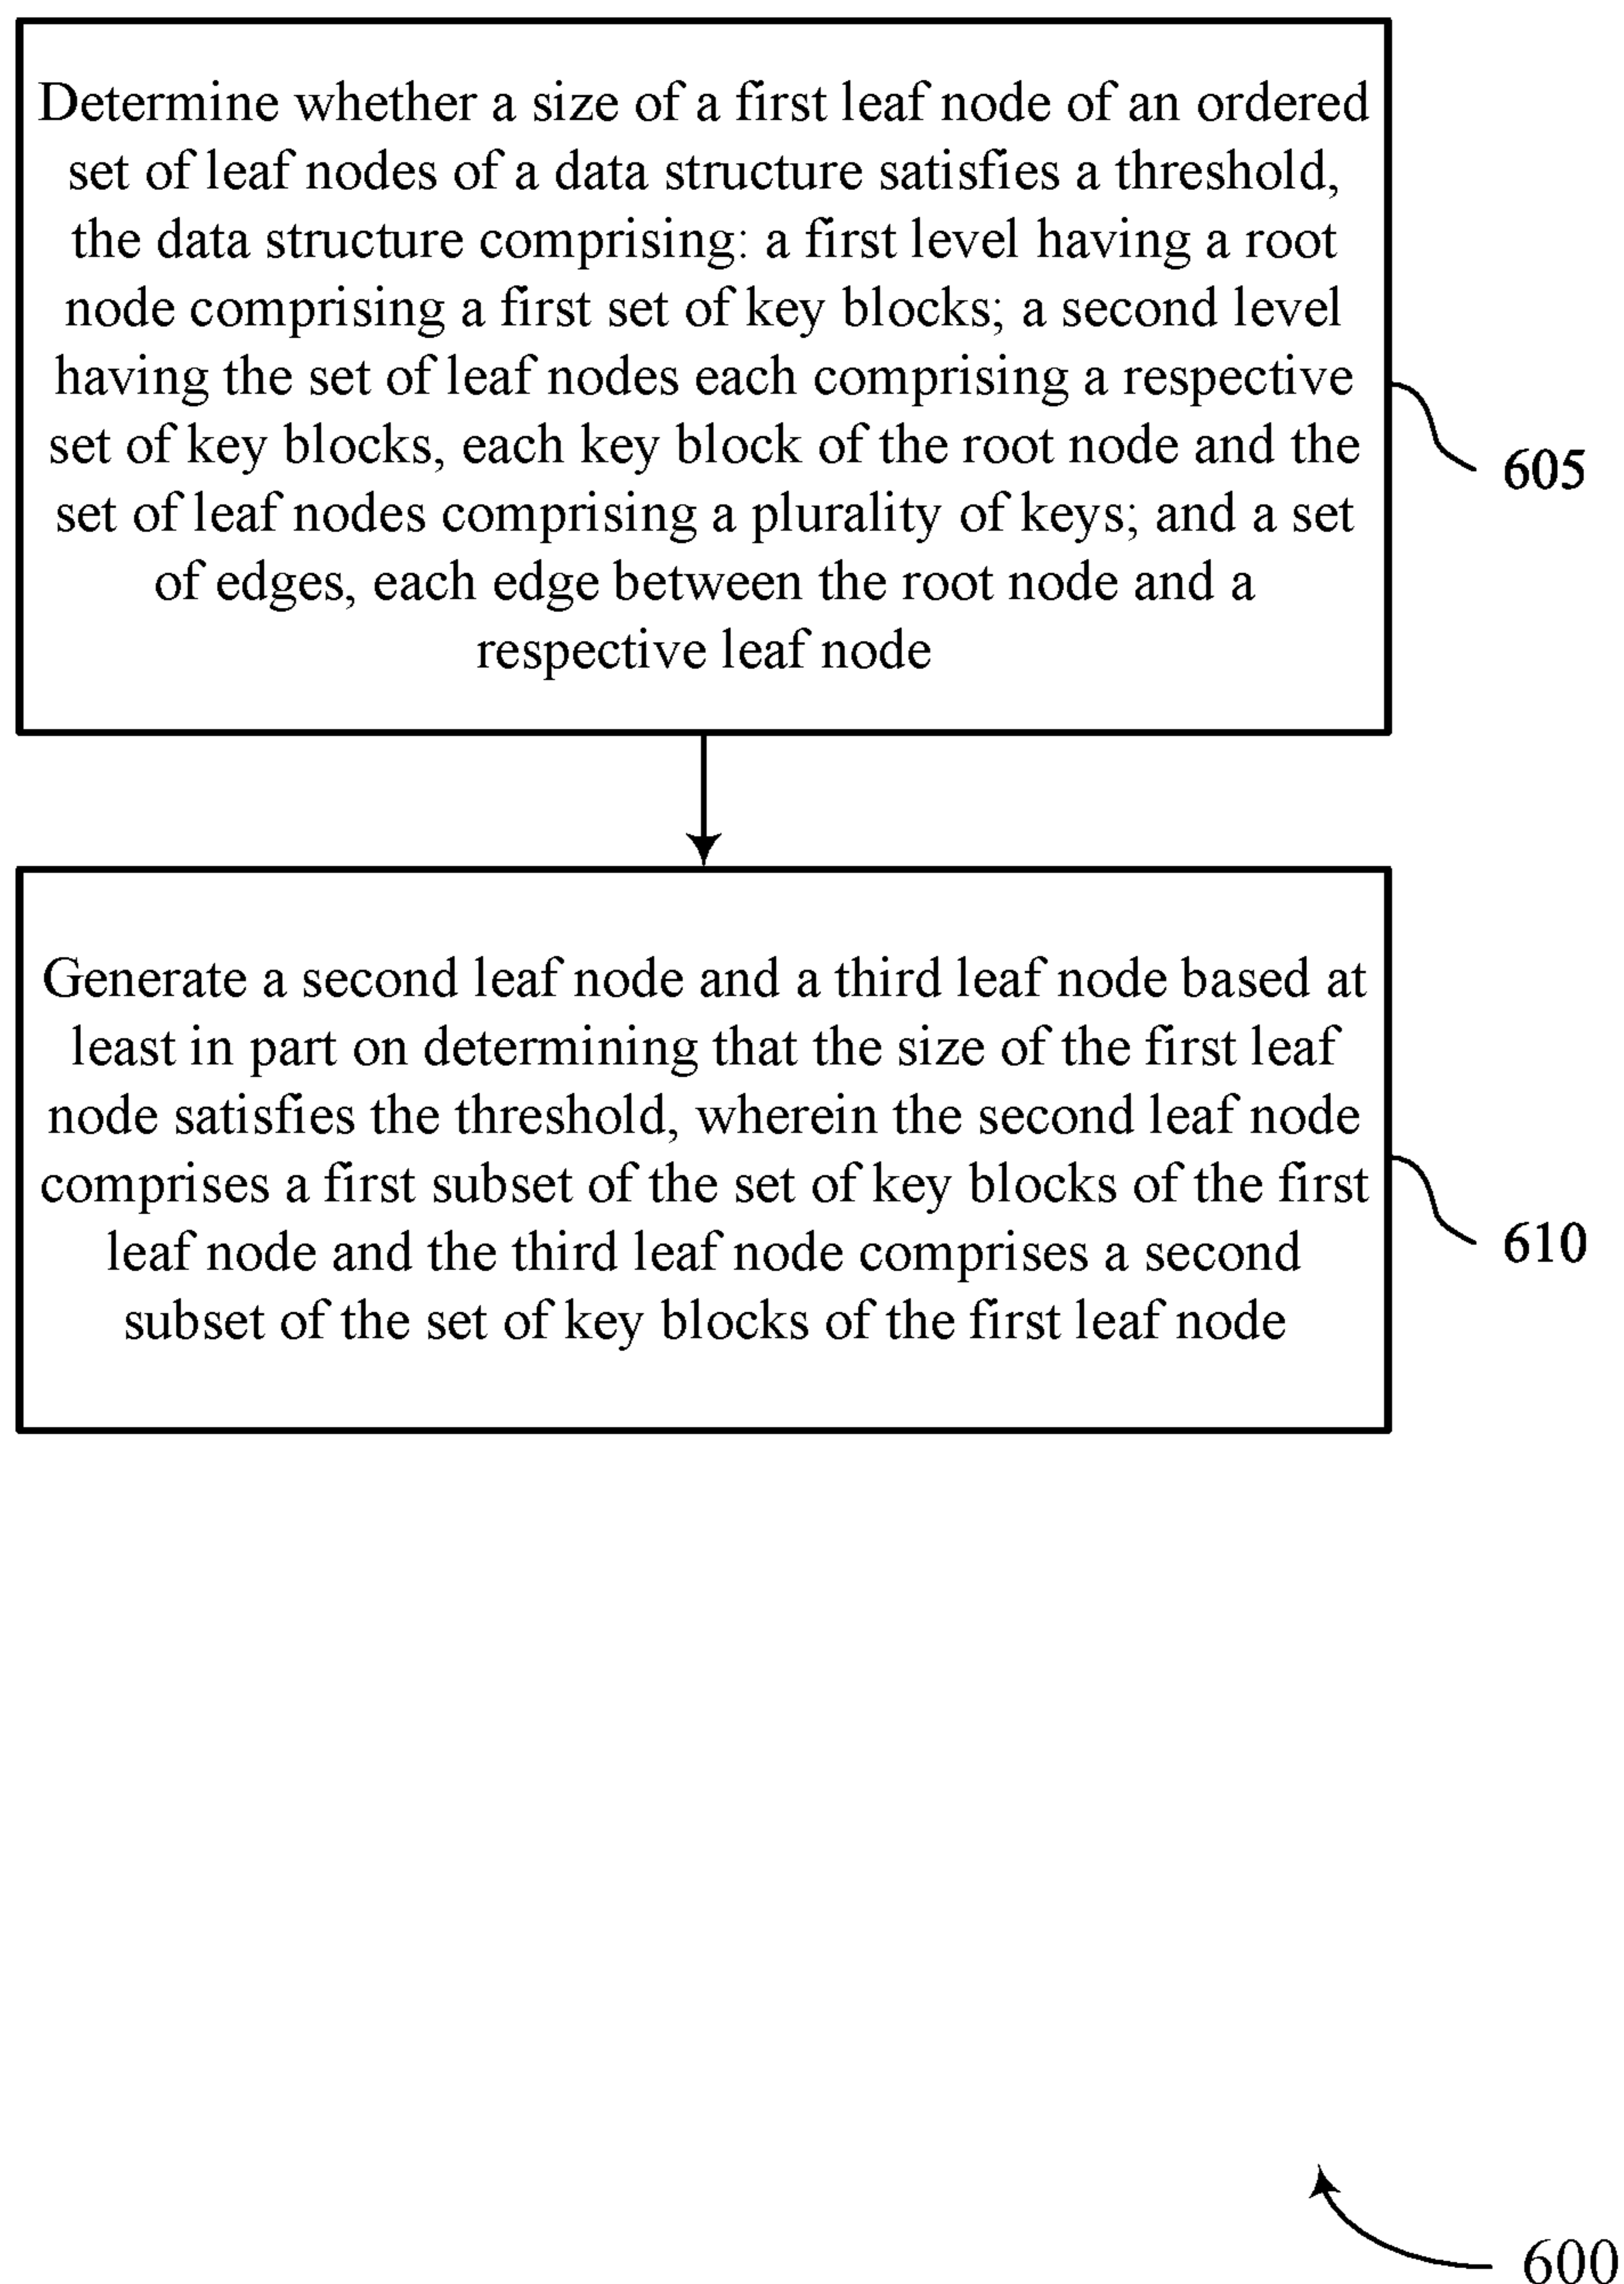 Determine whether a size of a first leaf node of an ordered
set of leaf nodes of a data structure satisfies a threshold,
the data structure comprising: a first level having a root
node comprising a first set of key blocks; a second level
having the set of leaf nodes each comprising a respective
set of key blocks, each key block of the root node and the
set of leaf nodes comprising a plurality of keys; and a set
of edges, each edge between the root node and a
respective leaf node
605
Generate a second leaf node and a third leaf node based at
least in part on determining that the size of the first leaf
node satisfies the threshold, wherein the second leaf node
comprises a first subset of the set of key blocks of the first
leaf node and the third leaf node comprises a second
subset of the set of key blocks of the first leaf node
610
600